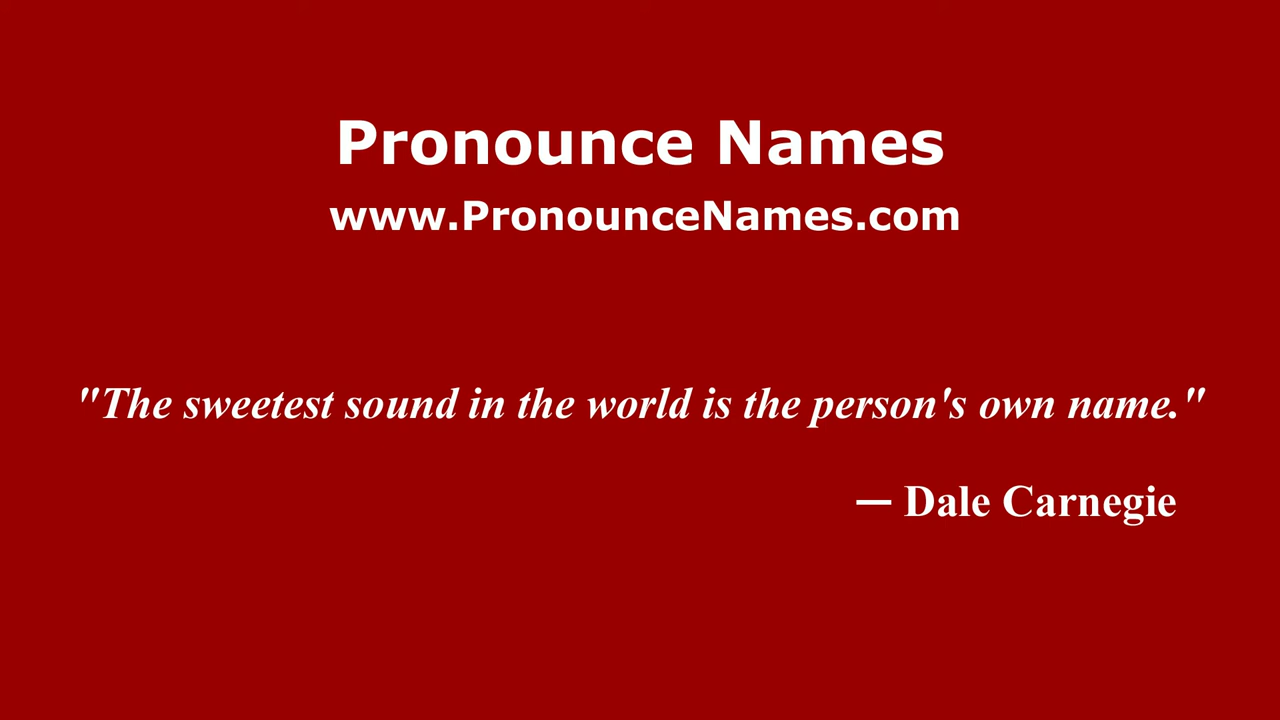 Pronounce Names
www.PronounceNames.com
"The sweetest sound in the world is the person's own name."
— Dale Carnegie